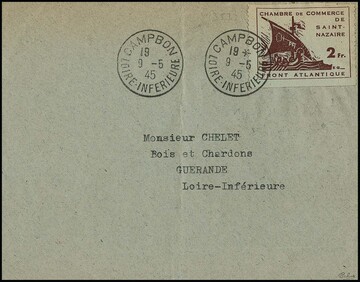 CHAMBRE DE COMMERCE
DE
SAINT-
NAZAIRE
2 Fr.
FRONT ATLANTIQUE
CAMPBON
19
9 -5
45
LOIRE-INFERIEURE
CAMPBON
19 *
9 -5
45
LOIRE-INFERIEURE
Monsieur CHELET
Bois et Chardons
GUERANDE
Loire-Inférieure